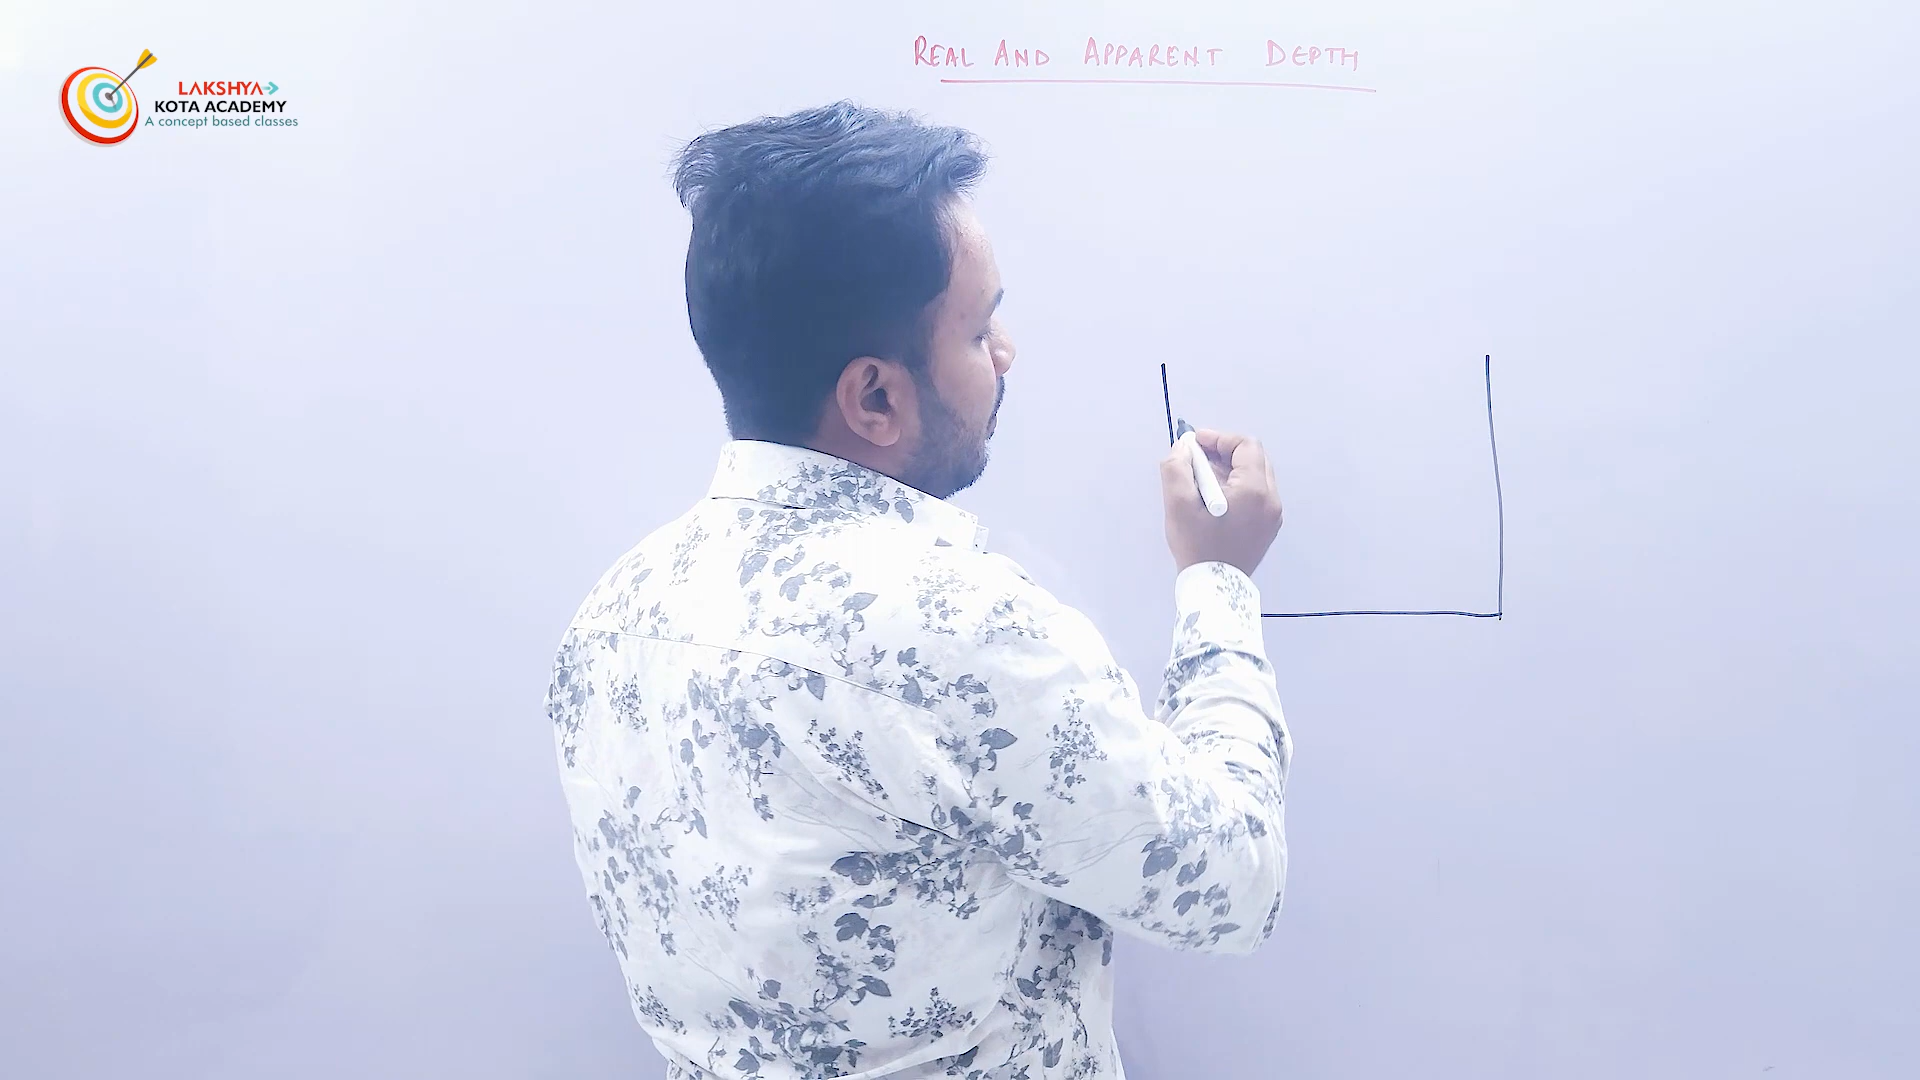 REAL AND APPARENT DEPTH
LAKSHYA
KOTA ACADEMY
A concept based classes